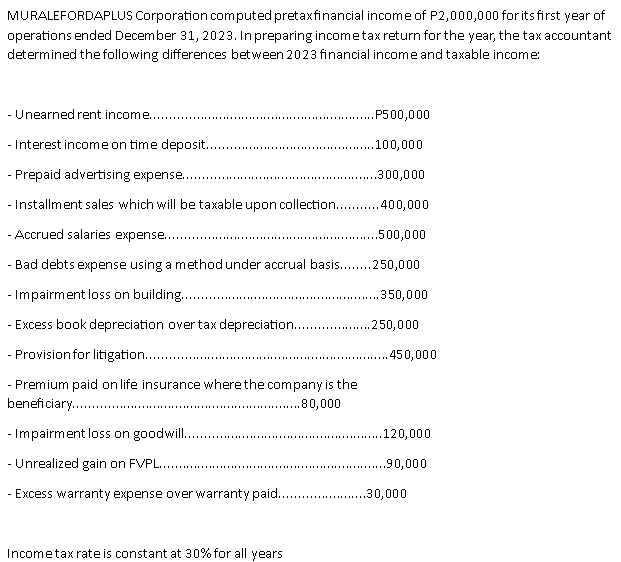 MURALEFORDAPLUS Corporation computed pretax financial income of P2,000,000 for its first year of
operations ended December 31, 2023. In preparing income tax return for the year, the tax accountant
determined the following differences between 2023 financial income and taxable income:
- Unearned rent income..........................................................P500,000
- Interest income on time deposit...........................................100,000
- Prepaid advertising expense..................................................300,000
- Installment sales which will be taxable upon collection...........400,000
- Accrued salaries expense.......................................................500,000
- Bad debts expense using a method under accrual basis........250,000
- Impairment loss on building...................................................350,000
- Excess book depreciation over tax depreciation....................250,000
- Provision for litigation..............................................................450,000
- Premium paid on life insurance where the company is the
beneficiary...........................................................80,000
- Impairment loss on goodwill...................................................120,000
- Unrealized gain on FVPL..........................................................90,000
- Excess warranty expense over warranty paid.......................30,000
Income tax rate is constant at 30% for all years